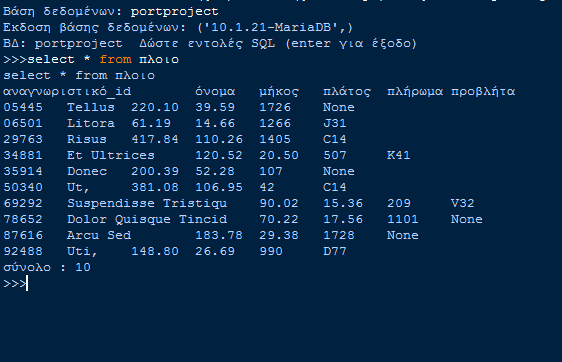 Βάση δεδομένων: portproject
Εκδοση βάσης δεδομένων: ('10.1.21-MariaDB',)
ΒΔ: portproject  Δώστε εντολές SQL (enter για έξοδο)
>>>select * from πλοιο
select * from πλοιο
αναγνωριστικό_id όνομα μήκος πλάτος πλήρωμα προβλήτα
05445 Tellus 220.10 39.59 1726 None
06501 Litora 61.19 14.66 1266 J31
29763 Risus 417.84 110.26 1405 C14
34881 Et Ultrices 120.52 20.50 507 K41
35914 Donec 200.39 52.28 107 None
50340 Ut, 381.08 106.95 42 C14
69292 Suspendisse Tristiqu 90.02 15.36 209 V32
78652 Dolor Quisque Tincid 70.22 17.56 1101 None
87616 Arcu Sed 183.78 29.38 1728 None
92488 Uti, 148.80 26.69 990 D77
σύνολο : 10
>>>